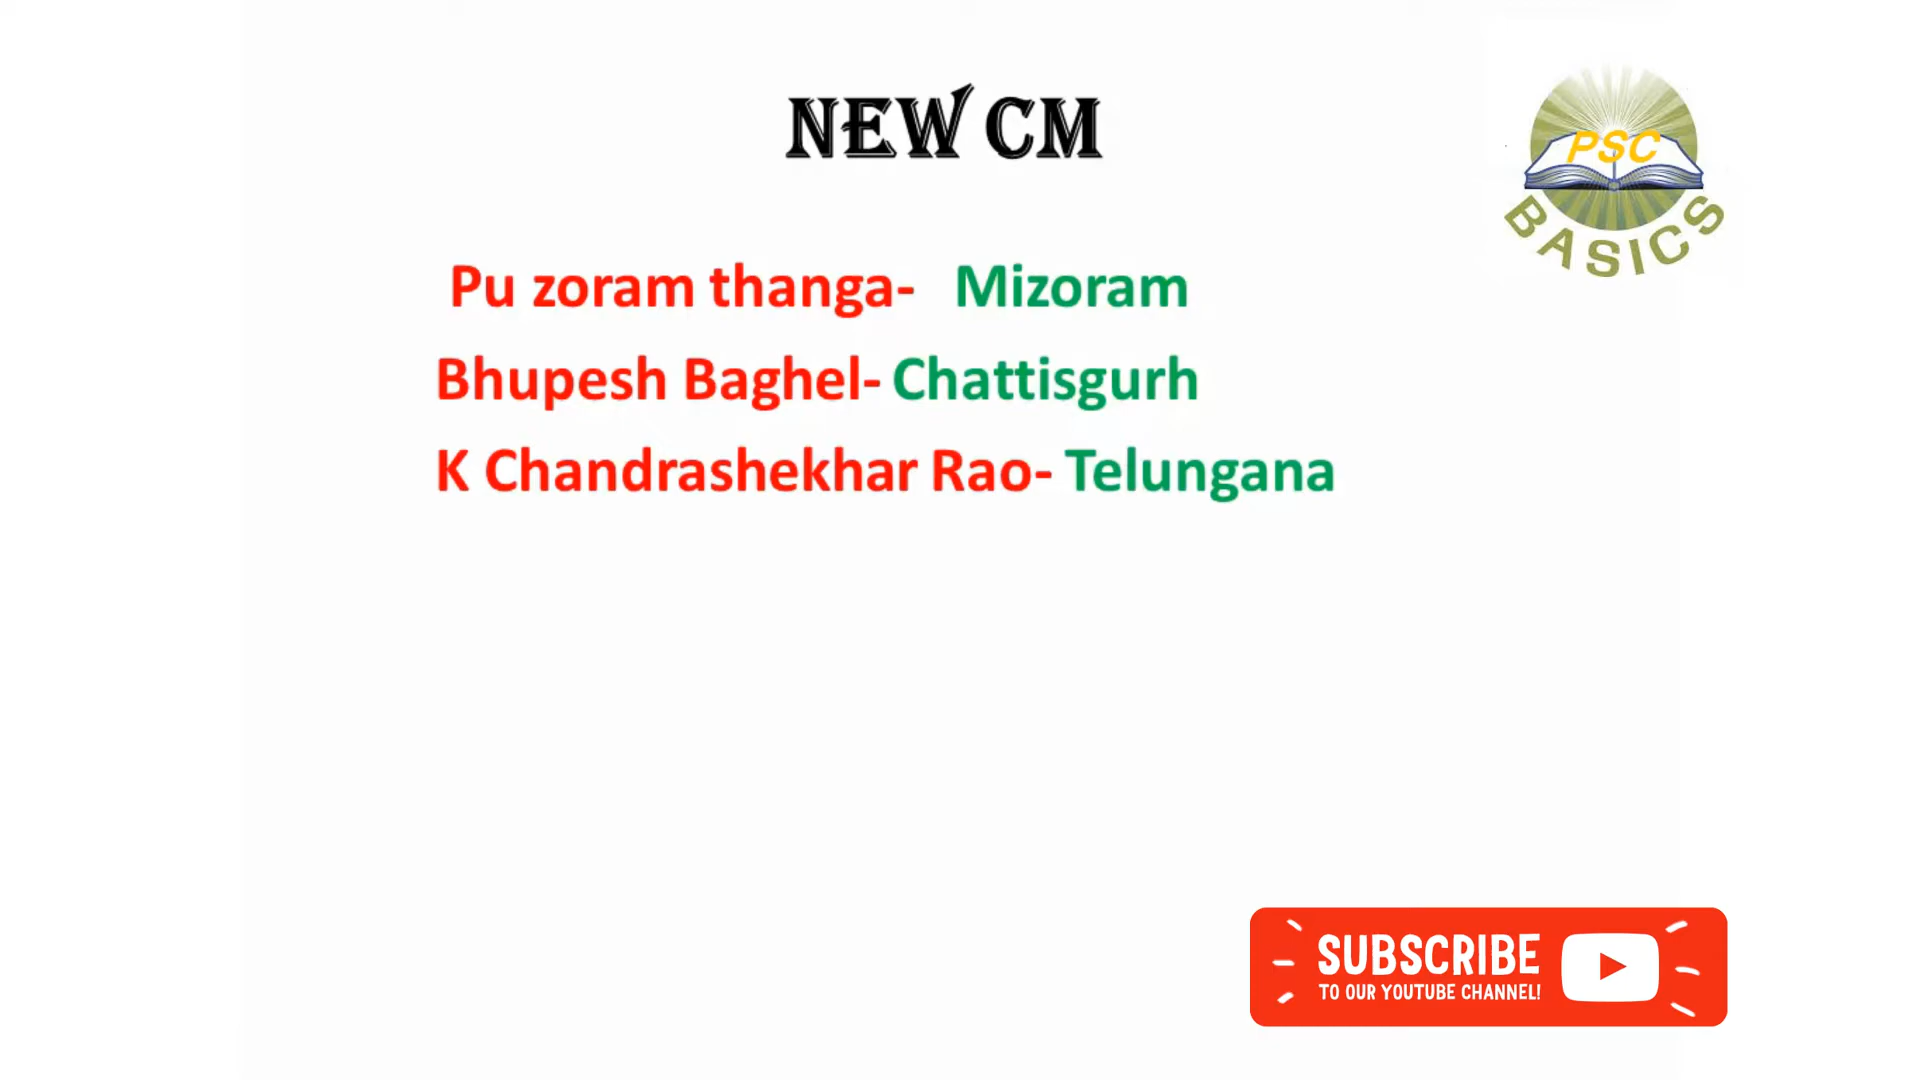 NEW CM
PSC
BASICS
Pu zoram thanga- Mizoram
Bhupesh Baghel- Chattisgurh
K Chandrashekhar Rao- Telungana
SUBSCRIBE
TO OUR YOUTUBE CHANNEL!